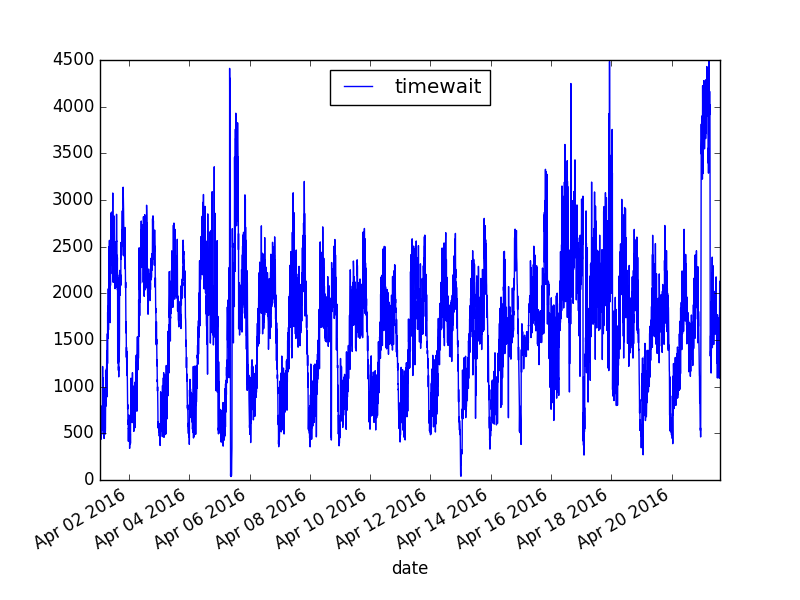 4500
4000
3500
3000
2500
2000
1500
1000
500
0
timewait
Apr 02 2016
Apr 04 2016
Apr 06 2016
Apr 08 2016
Apr 10 2016
Apr 12 2016
Apr 14 2016
Apr 16 2016
Apr 18 2016
Apr 20 2016
date